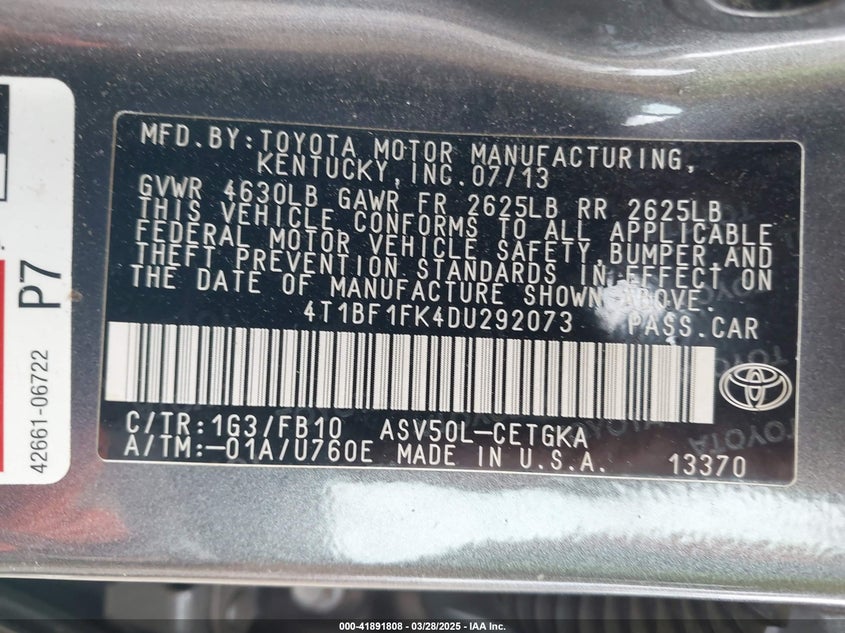 MFD.BY:TOYOTA MOTOR MANUFACTURING,
KENTUCKY, INC.07/13
GVWR 4630LB GAWR FR 2625LB RR 2625LB
THIS VEHICLE CONFORMS TO ALL APPLICABLE
FEDERAL MOTOR VEHICLE SAFETY,BUMPER,AND
THEFT PREVENTION STANDARDS IN EFFECT ON
THE DATE OF MANUFACTURE SHOWN ABOVE.
4T1BF1FK4DU292073 PASS.CAR
C/TR:1G3/FB10 ASV50L-CETGKA
A/TM:-01A/U760E MADE IN U.S.A. 13370
P7
42661-06722
000-41891808 - 03/28/2025 - IAA Inc.